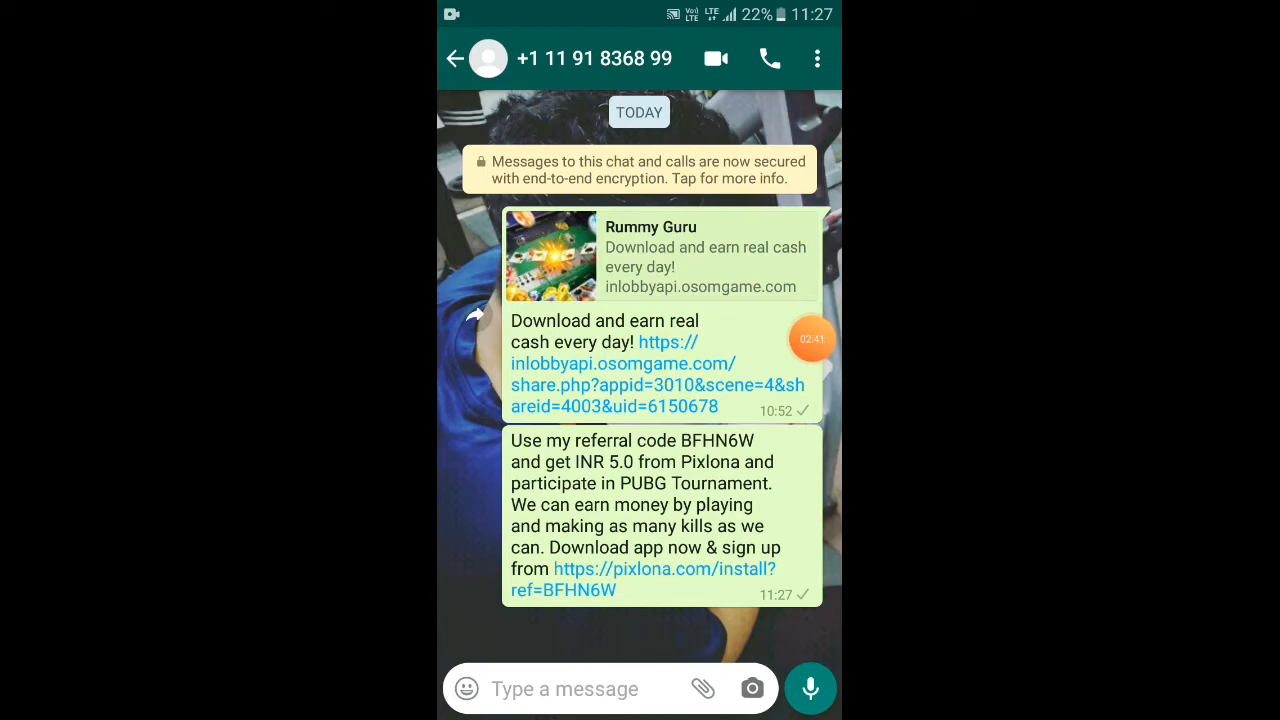 Vo)) LTE LTE 22% 11:27
+1 11 91 8368 99
TODAY
Messages to this chat and calls are now secured
with end-to-end encryption. Tap for more info.
Rummy Guru
Download and earn real cash
every day!
inlobbyapi.osomgame.com
Download and earn real
cash every day! https://
inlobbyapi.osomgame.com/
share.php?appid=3010&scene=4&sh
areid=4003&uid=6150678
10:52
02:41
Use my referral code BFHN6W
and get INR 5.0 from Pixlona and
participate in PUBG Tournament.
We can earn money by playing
and making as many kills as we
can. Download app now & sign up
from https://pixlona.com/install?
ref=BFHN6W
11:27
Type a message